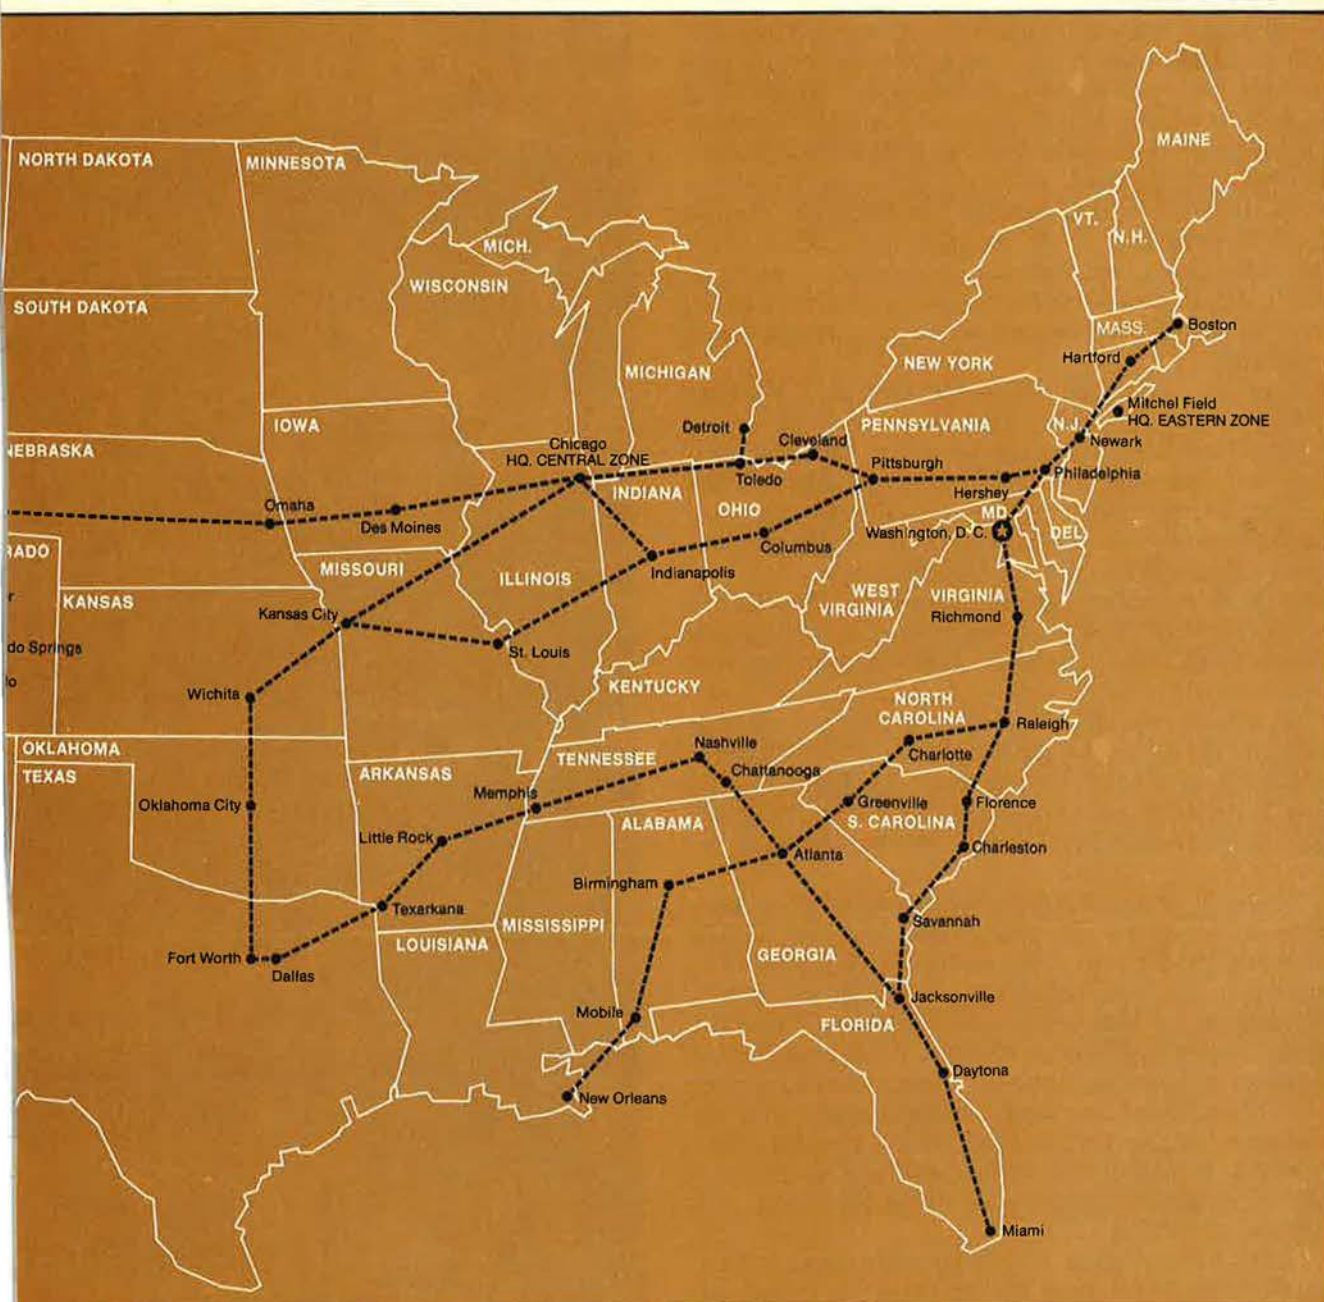 MAINE
NORTH DAKOTA
MINNESOTA
VT.
N.H.
MICH.
WISCONSIN
SOUTH DAKOTA
MASS.
Boston
Hartford
NEW YORK
MICHIGAN
Mitchel Field
HQ. EASTERN ZONE
IOWA
Detroit
Cleveland
PENNSYLVANIA
N.J.
Newark
NEBRASKA
Chicago
HQ. CENTRAL ZONE
Toledo
Pittsburgh
Philadelphia
Hershey
INDIANA
OHIO
Omaha
Des Moines
MD.
Washington, D. C.
DEL.
Columbus
RADO
MISSOURI
ILLINOIS
Indianapolis
KANSAS
WEST
VIRGINIA
VIRGINIA
Richmond
Kansas City
r
do Springs
St. Louis
lo
Wichita
KENTUCKY
NORTH
CAROLINA
Raleigh
OKLAHOMA
TEXAS
TENNESSEE
Nashville
Charlotte
ARKANSAS
Chattanooga
Memphis
Oklahoma City
Greenville
S. CAROLINA
Florence
Little Rock
ALABAMA
Atlanta
Charleston
Birmingham
Texarkana
Savannah
MISSISSIPPI
LOUISIANA
GEORGIA
Fort Worth
Dallas
Jacksonville
Mobile
FLORIDA
Daytona
New Orleans
Miami